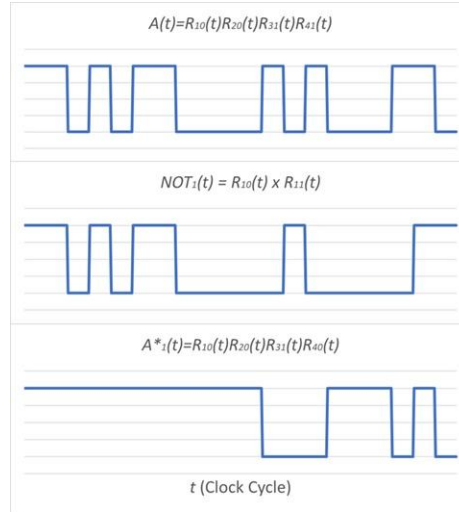 A(t)=R₁₀(t)R₂₀(t)R₃₁(t)R₄₁(t)
NOT₁(t) = R₁₀(t) x R₁₁(t)
A*₁(t)=R₁₀(t)R₂₀(t)R₃₁(t)R₄₀(t)
t (Clock Cycle)